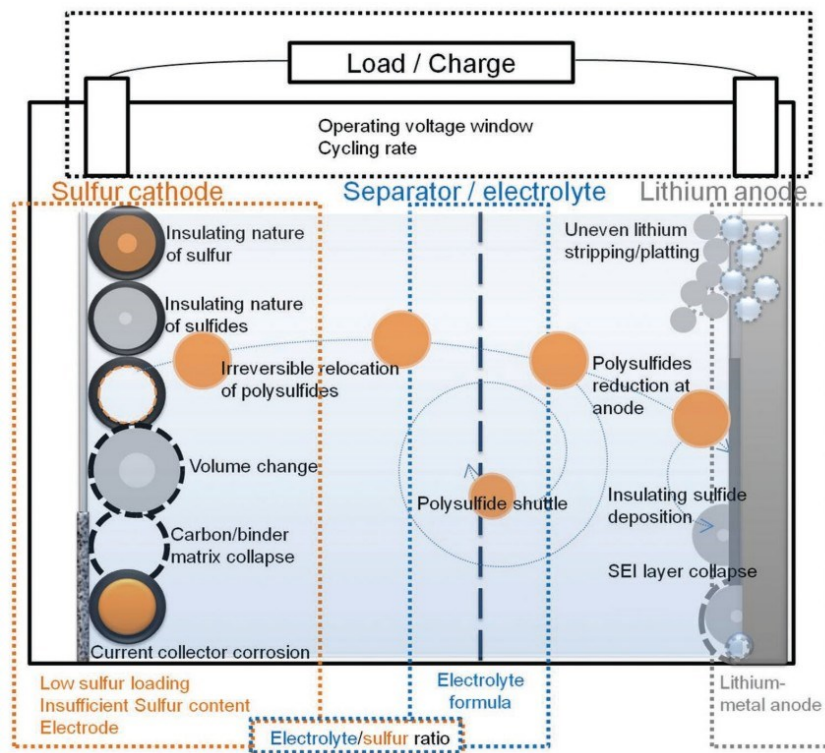 Load / Charge
Operating voltage window
Cycling rate
Sulfur cathode
Separator / electrolyte
Lithium anode
Insulating nature
of sulfur
Uneven lithium
stripping/platting
Insulating nature
of sulfides
Irreversible relocation
of polysulfides
Polysulfides
reduction at
anode
Volume change
Polysulfide shuttle
Insulating sulfide
deposition
Carbon/binder
matrix collapse
SEI layer collapse
Current collector corrosion
Low sulfur loading
Insufficient Sulfur content
Electrode
Electrolyte
formula
Lithium-
metal anode
Electrolyte/sulfur ratio